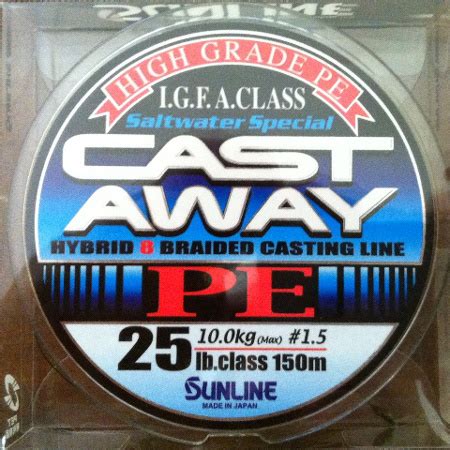 SUNLINE PE
HIGH GRADE PE
I.G.F.A.CLASS
Saltwater Special
CAST
AWAY
HYBRID 8 BRAIDED CASTING LINE
PE
25 10.0kg (Max) #1.5
lb.class 150m
SUNLINE
MADE IN JAPAN